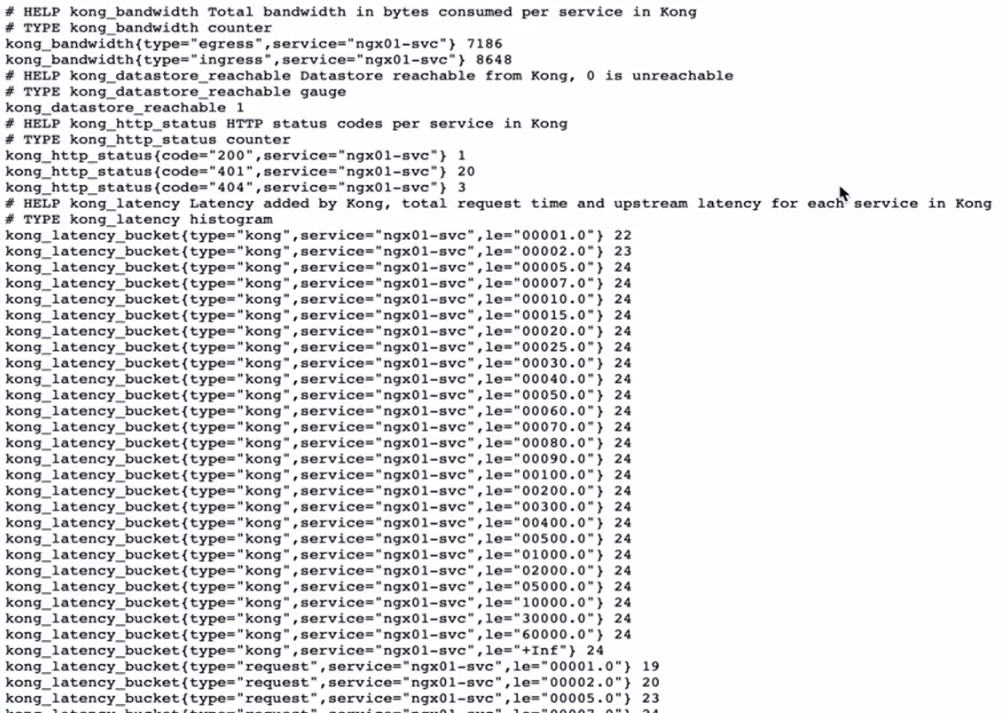 # HELP kong_bandwidth Total bandwidth in bytes consumed per service in Kong
# TYPE kong_bandwidth counter
kong_bandwidth{type="egress",service="ngx01-svc"} 7186
kong_bandwidth{type="ingress",service="ngx01-svc"} 8648
# HELP kong_datastore_reachable Datastore reachable from Kong, 0 is unreachable
# TYPE kong_datastore_reachable gauge
kong_datastore_reachable 1
# HELP kong_http_status HTTP status codes per service in Kong
# TYPE kong_http_status counter
kong_http_status{code="200",service="ngx01-svc"} 1
kong_http_status{code="401",service="ngx01-svc"} 20
kong_http_status{code="404",service="ngx01-svc"} 3
# HELP kong_latency Latency added by Kong, total request time and upstream latency for each service in Kong
# TYPE kong_latency histogram
kong_latency_bucket{type="kong",service="ngx01-svc",le="00001.0"} 22
kong_latency_bucket{type="kong",service="ngx01-svc",le="00002.0"} 23
kong_latency_bucket{type="kong",service="ngx01-svc",le="00005.0"} 24
kong_latency_bucket{type="kong",service="ngx01-svc",le="00007.0"} 24
kong_latency_bucket{type="kong",service="ngx01-svc",le="00010.0"} 24
kong_latency_bucket{type="kong",service="ngx01-svc",le="00015.0"} 24
kong_latency_bucket{type="kong",service="ngx01-svc",le="00020.0"} 24
kong_latency_bucket{type="kong",service="ngx01-svc",le="00025.0"} 24
kong_latency_bucket{type="kong",service="ngx01-svc",le="00030.0"} 24
kong_latency_bucket{type="kong",service="ngx01-svc",le="00040.0"} 24
kong_latency_bucket{type="kong",service="ngx01-svc",le="00050.0"} 24
kong_latency_bucket{type="kong",service="ngx01-svc",le="00060.0"} 24
kong_latency_bucket{type="kong",service="ngx01-svc",le="00070.0"} 24
kong_latency_bucket{type="kong",service="ngx01-svc",le="00080.0"} 24
kong_latency_bucket{type="kong",service="ngx01-svc",le="00090.0"} 24
kong_latency_bucket{type="kong",service="ngx01-svc",le="00100.0"} 24
kong_latency_bucket{type="kong",service="ngx01-svc",le="00200.0"} 24
kong_latency_bucket{type="kong",service="ngx01-svc",le="00300.0"} 24
kong_latency_bucket{type="kong",service="ngx01-svc",le="00400.0"} 24
kong_latency_bucket{type="kong",service="ngx01-svc",le="00500.0"} 24
kong_latency_bucket{type="kong",service="ngx01-svc",le="01000.0"} 24
kong_latency_bucket{type="kong",service="ngx01-svc",le="02000.0"} 24
kong_latency_bucket{type="kong",service="ngx01-svc",le="05000.0"} 24
kong_latency_bucket{type="kong",service="ngx01-svc",le="10000.0"} 24
kong_latency_bucket{type="kong",service="ngx01-svc",le="30000.0"} 24
kong_latency_bucket{type="kong",service="ngx01-svc",le="60000.0"} 24
kong_latency_bucket{type="kong",service="ngx01-svc",le="+Inf"} 24
kong_latency_bucket{type="request",service="ngx01-svc",le="00001.0"} 19
kong_latency_bucket{type="request",service="ngx01-svc",le="00002.0"} 20
kong_latency_bucket{type="request",service="ngx01-svc",le="00005.0"} 23